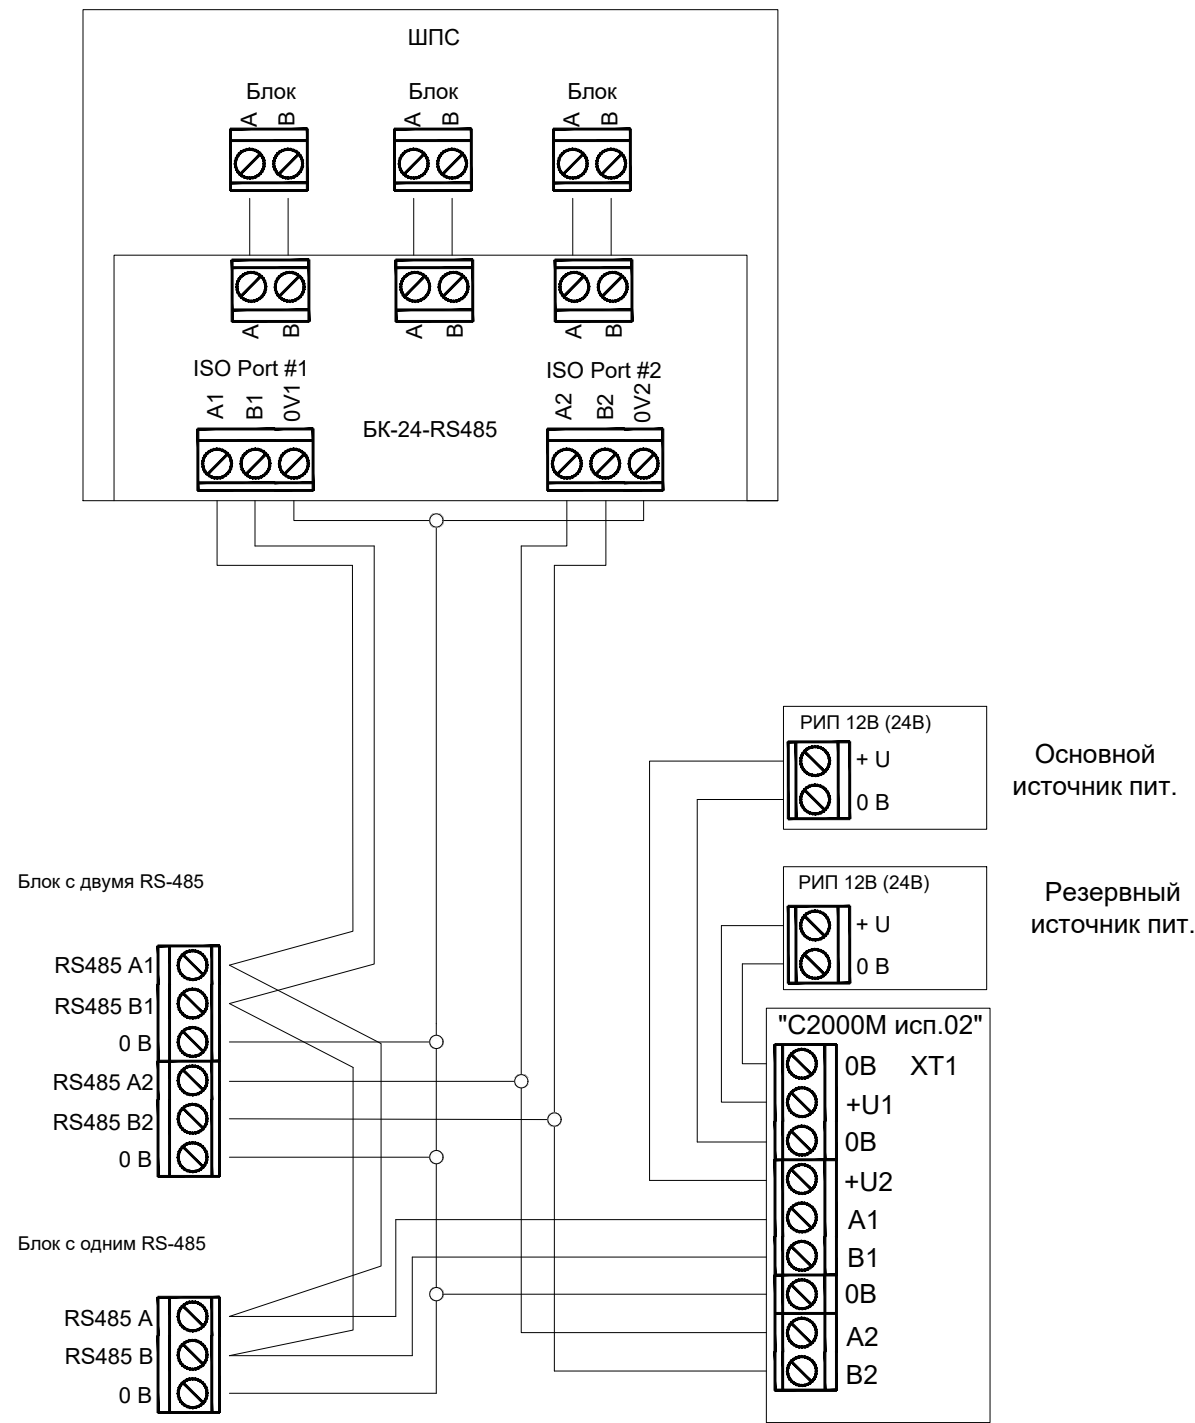 ШПС
Блок Блок Блок
A B A B A B
A B A B A B
ISO Port #1 ISO Port #2
A1 B1 0V1 A2 B2 0V2
БК-24-RS485
РИП 12В (24В)
+ U
0 В
Основной
источник пит.
РИП 12В (24В)
+ U
0 В
Резервный
источник пит.
Блок с двумя RS-485
RS485 A1
RS485 B1
0 В
RS485 A2
RS485 B2
0 В
"С2000М исп.02"
0В XT1
+U1
0В
+U2
A1
B1
0В
A2
B2
Блок с одним RS-485
RS485 A
RS485 B
0 В